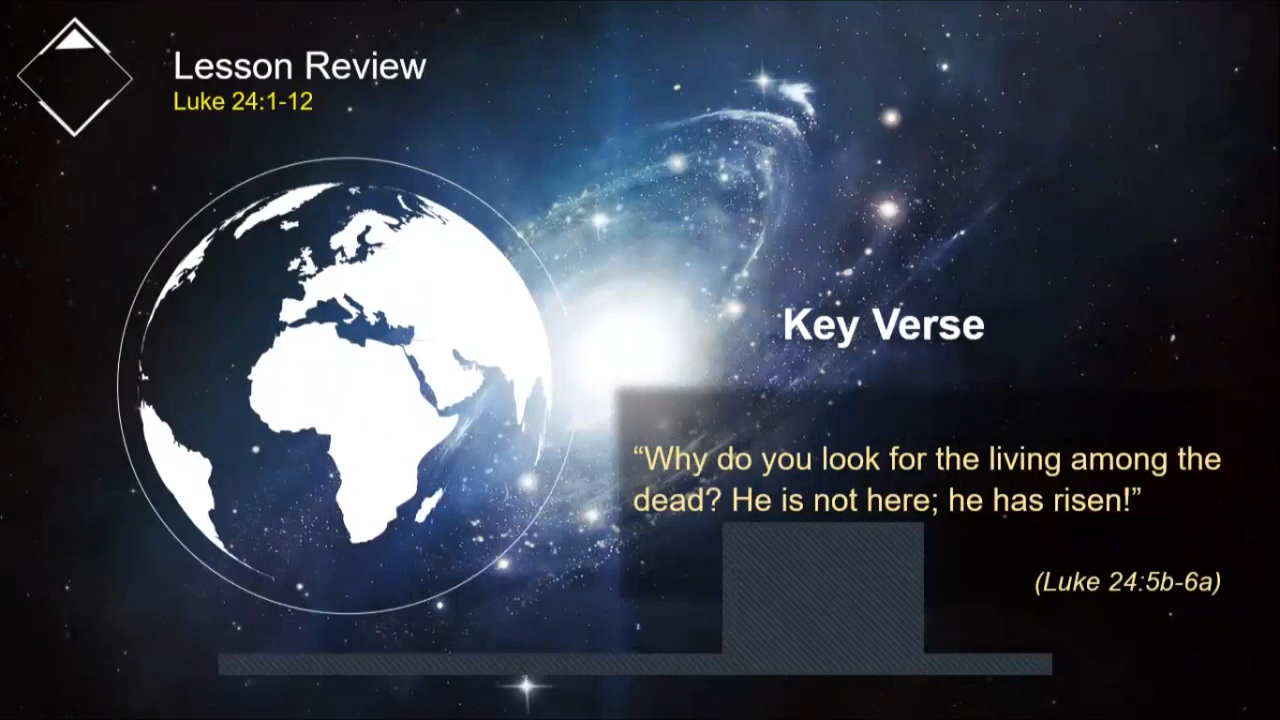 Lesson Review
Luke 24:1-12
Key Verse
“Why do you look for the living among the
dead? He is not here; he has risen!”
(Luke 24:5b-6a)